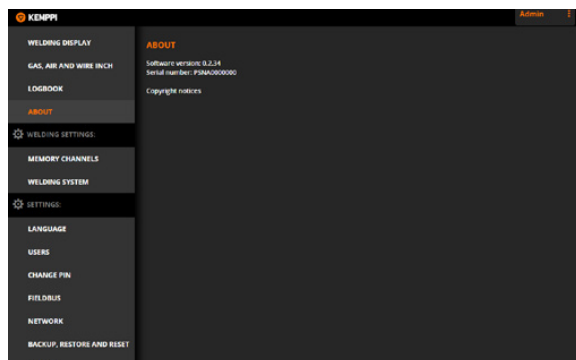 KEMPPI
Admin
WELDING DISPLAY
GAS, AIR AND WIRE INCH
LOGBOOK
ABOUT
WELDING SETTINGS:
MEMORY CHANNELS
WELDING SYSTEM
SETTINGS:
LANGUAGE
USERS
CHANGE PIN
FIELDBUS
NETWORK
BACKUP, RESTORE AND RESET
ABOUT
Software version: 0.2.34
Serial number: PSNA0000000
Copyright notices